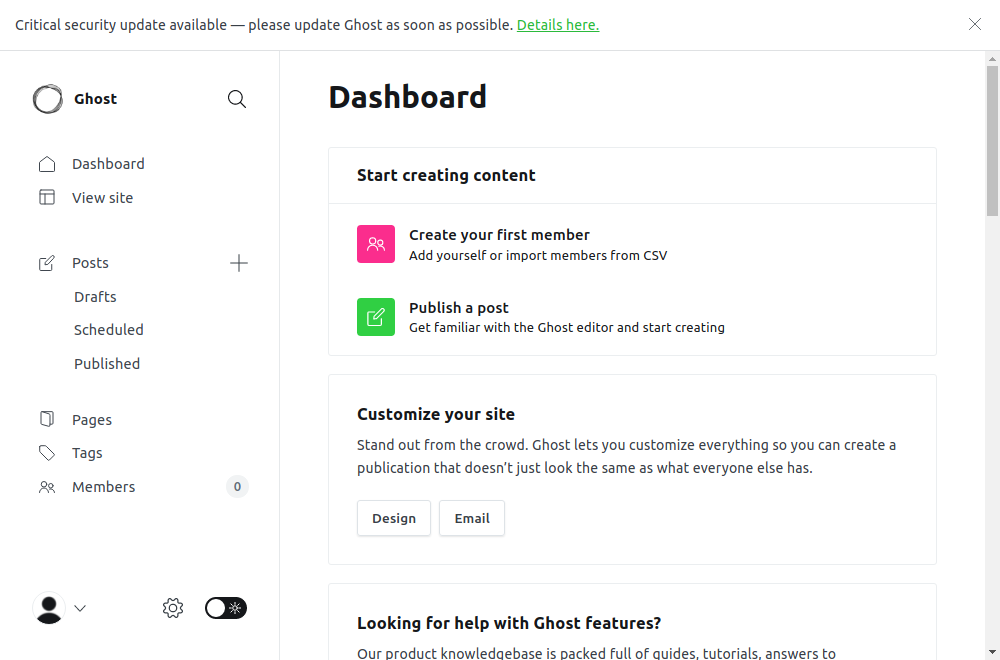 Critical security update available — please update Ghost as soon as possible. Details here.
Ghost
Dashboard
View site
Posts
Drafts
Scheduled
Published
Pages
Tags
Members
0
Dashboard
Start creating content
Create your first member
Add yourself or import members from CSV
Publish a post
Get familiar with the Ghost editor and start creating
Customize your site
Stand out from the crowd. Ghost lets you customize everything so you can create a
publication that doesn’t just look the same as what everyone else has.
Design
Email
Looking for help with Ghost features?
Our product knowledgebase is packed full of guides, tutorials, answers to